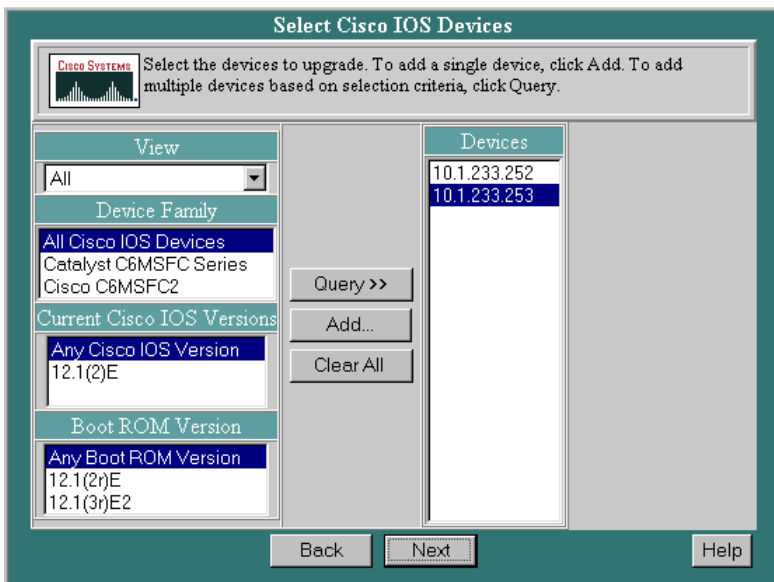 Select Cisco IOS Devices
CISCO SYSTEMS
Select the devices to upgrade. To add a single device, click Add. To add
multiple devices based on selection criteria, click Query.
View
All
Device Family
All Cisco IOS Devices
Catalyst C6MSFC Series
Cisco C6MSFC2
Current Cisco IOS Versions
Any Cisco IOS Version
12.1(2)E
Boot ROM Version
Any Boot ROM Version
12.1(2r)E
12.1(3r)E2
Query >>
Add...
Clear All
Devices
10.1.233.252
10.1.233.253
Back
Next
Help